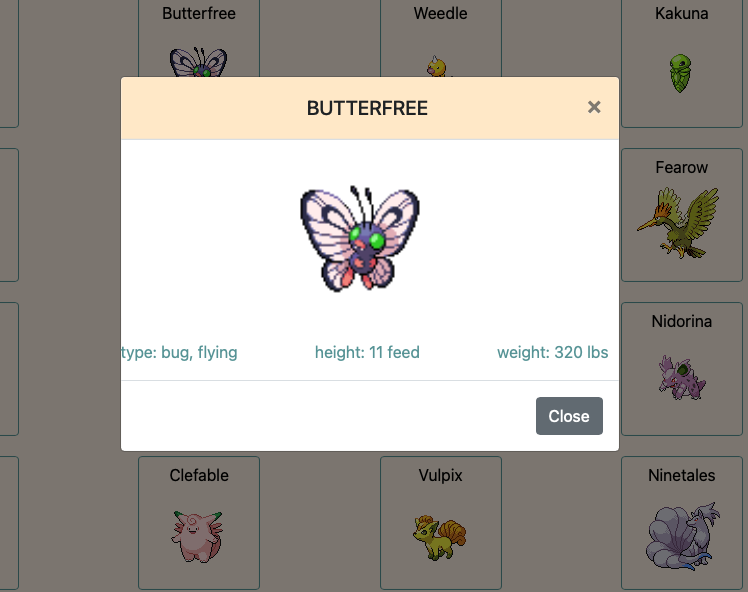 Butterfree
Weedle
Kakuna
BUTTERFREE
×
Fearow
type: bug, flying
height: 11 feed
weight: 320 lbs
Nidorina
Close
Clefable
Vulpix
Ninetales